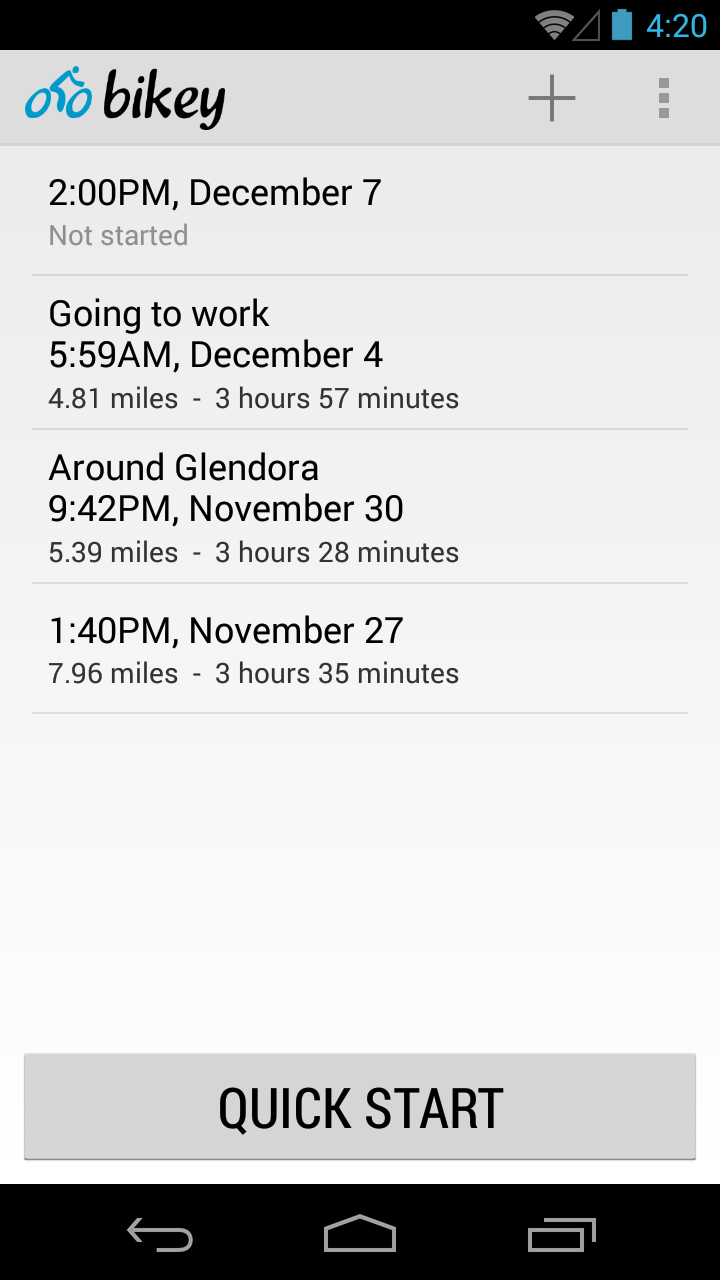 4:20
bikey
2:00PM, December 7
Not started
Going to work
5:59AM, December 4
4.81 miles - 3 hours 57 minutes
Around Glendora
9:42PM, November 30
5.39 miles - 3 hours 28 minutes
1:40PM, November 27
7.96 miles - 3 hours 35 minutes
QUICK START